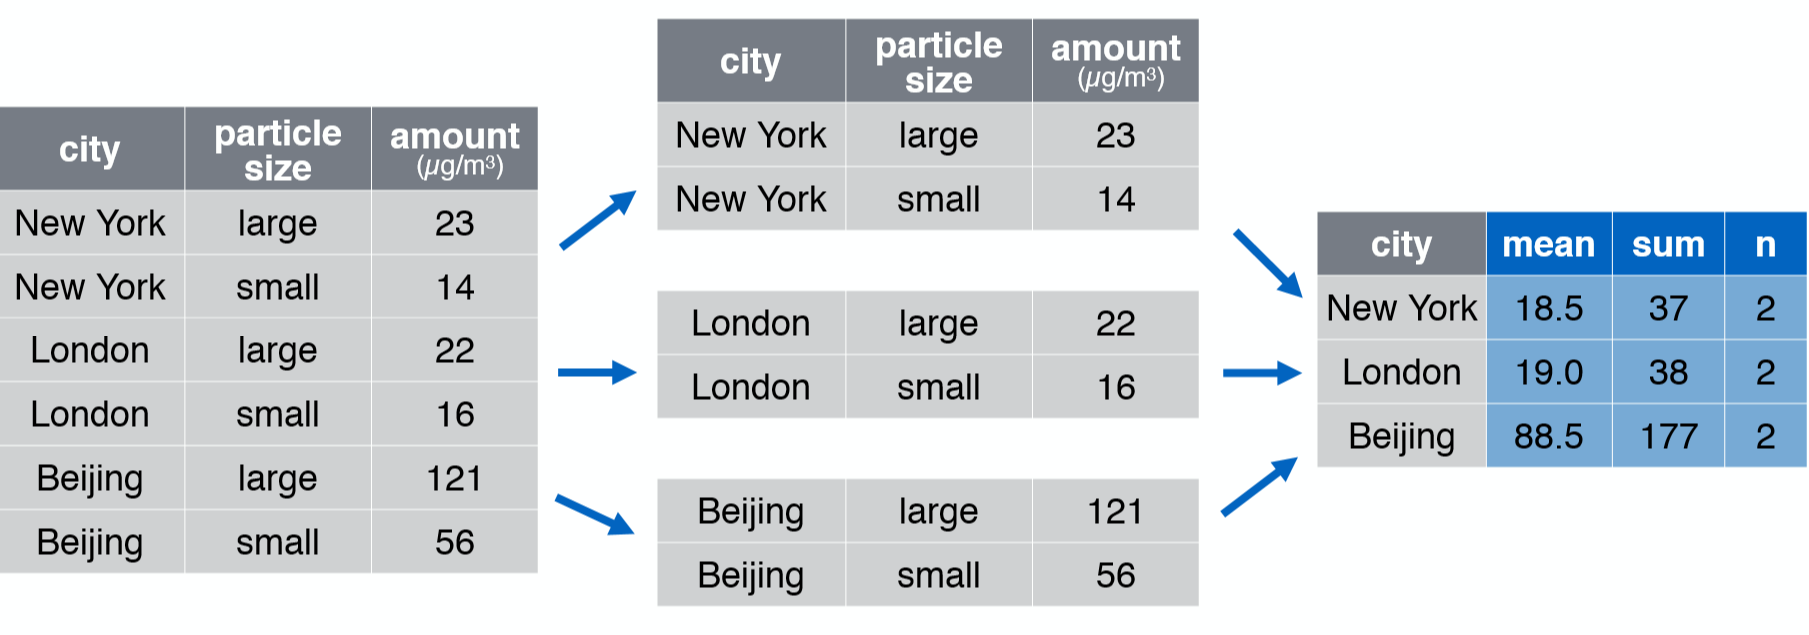 city particle size amount (µg/m³)
New York large 23
New York small 14
London large 22
London small 16
Beijing large 121
Beijing small 56
city particle size amount (µg/m³)
New York large 23
New York small 14
London large 22
London small 16
Beijing large 121
Beijing small 56
city mean sum n
New York 18.5 37 2
London 19.0 38 2
Beijing 88.5 177 2